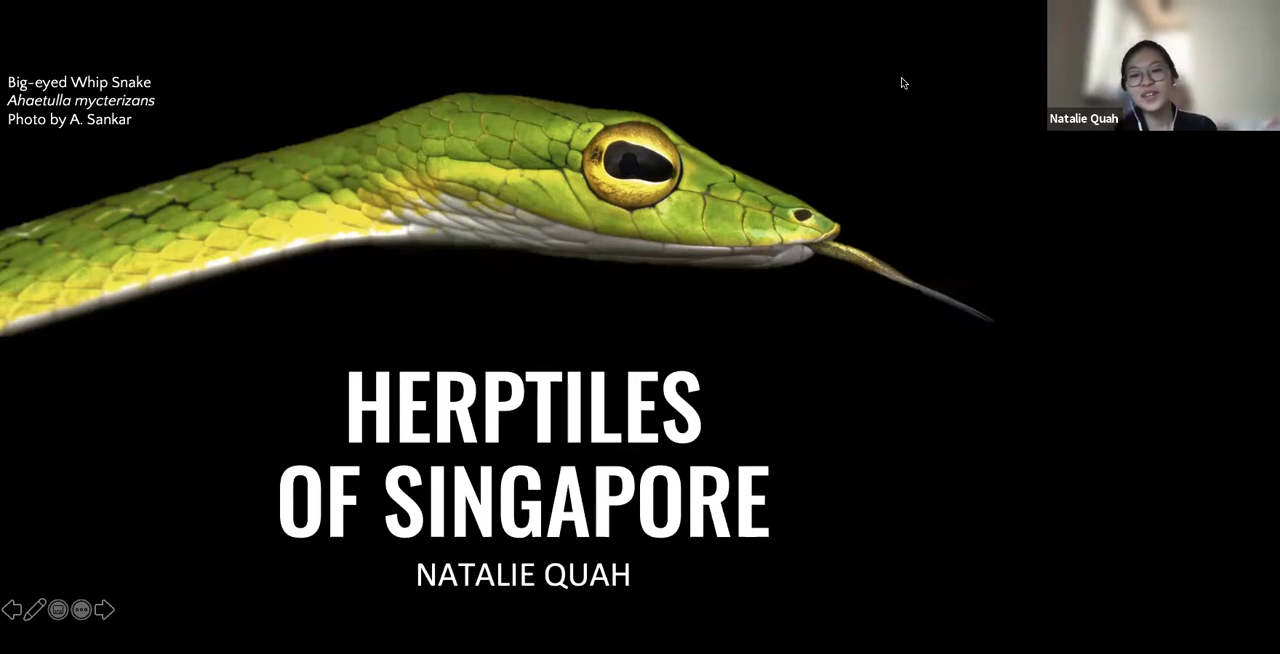 Big-eyed Whip Snake
Ahaetulla mycterizans
Photo by A. Sankar
Natalie Quah
HERPTILES
OF SINGAPORE
NATALIE QUAH